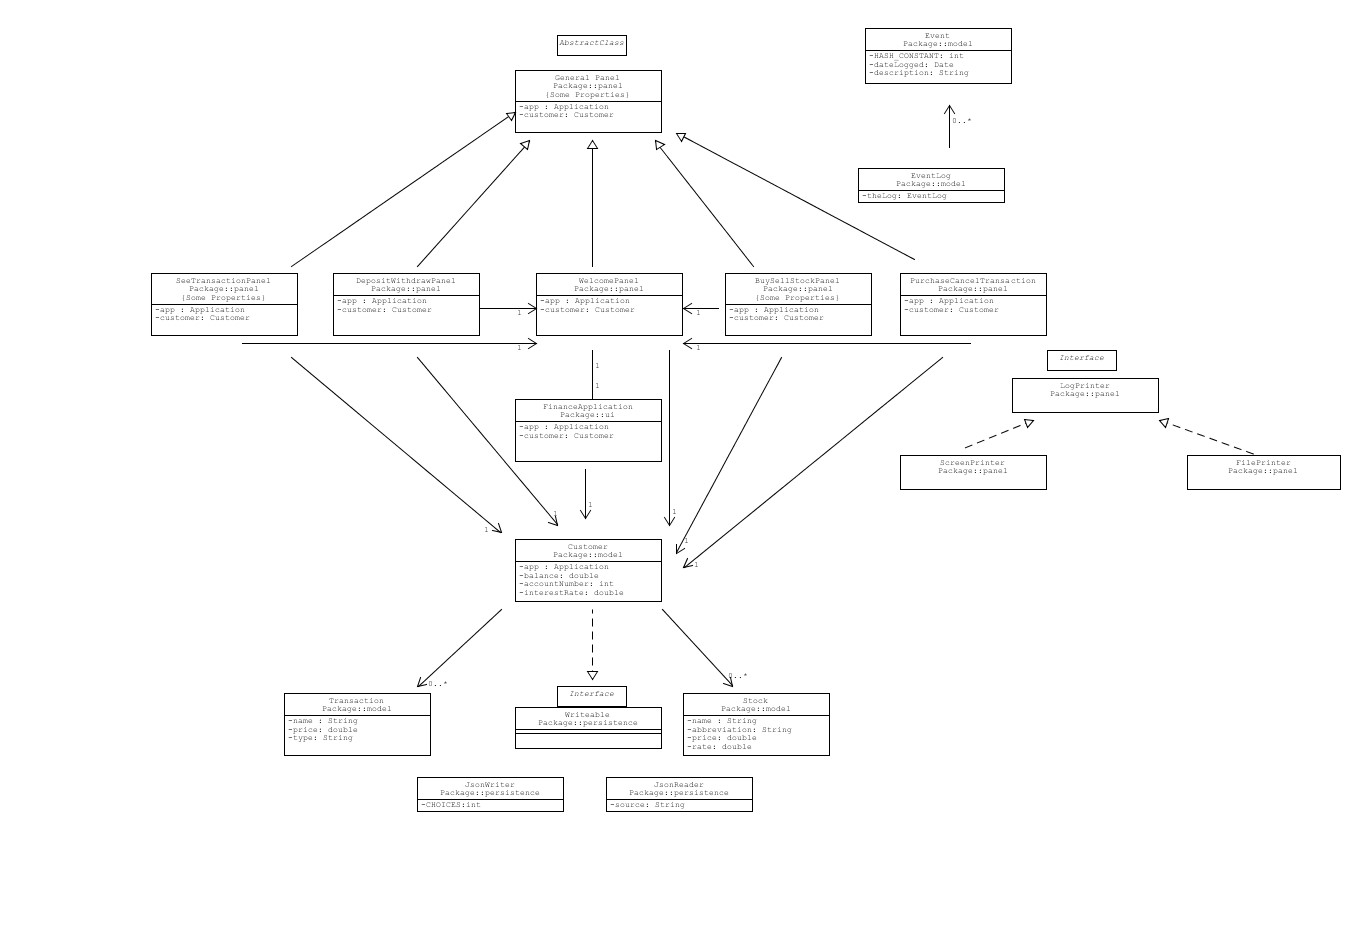 AbstractClass
General Panel
Package::panel
{Some Properties}
-app : Application
-customer: Customer
Event
Package::model
-HASH_CONSTANT: int
-dateLogged: Date
-description: String
0..*
EventLog
Package::model
-theLog: EventLog
SeeTransactionPanel
Package::panel
{Some Properties}
-app : Application
-customer: Customer
DepositWithdrawPanel
Package::panel
-app : Application
-customer: Customer
1
1
WelcomePanel
Package::panel
-app : Application
-customer: Customer
1
1
BuySellStockPanel
Package::panel
{Some Properties}
-app : Application
-customer: Customer
PurchaseCancelTransaction
Package::panel
-app : Application
-customer: Customer
1
1
FinanceApplication
Package::ui
-app : Application
-customer: Customer
Interface
LogPrinter
Package::panel
ScreenPrinter
Package::panel
FilePrinter
Package::panel
1
1
1
1
1
1
Customer
Package::model
-app : Application
-balance: double
-accountNumber: int
-interestRate: double
0..*
0..*
Transaction
Package::model
-name : String
-price: double
-type: String
Interface
Writeable
Package::persistence
Stock
Package::model
-name : String
-abbreviation: String
-price: double
-rate: double
JsonWriter
Package::persistence
-CHOICES:int
JsonReader
Package::persistence
-source: String